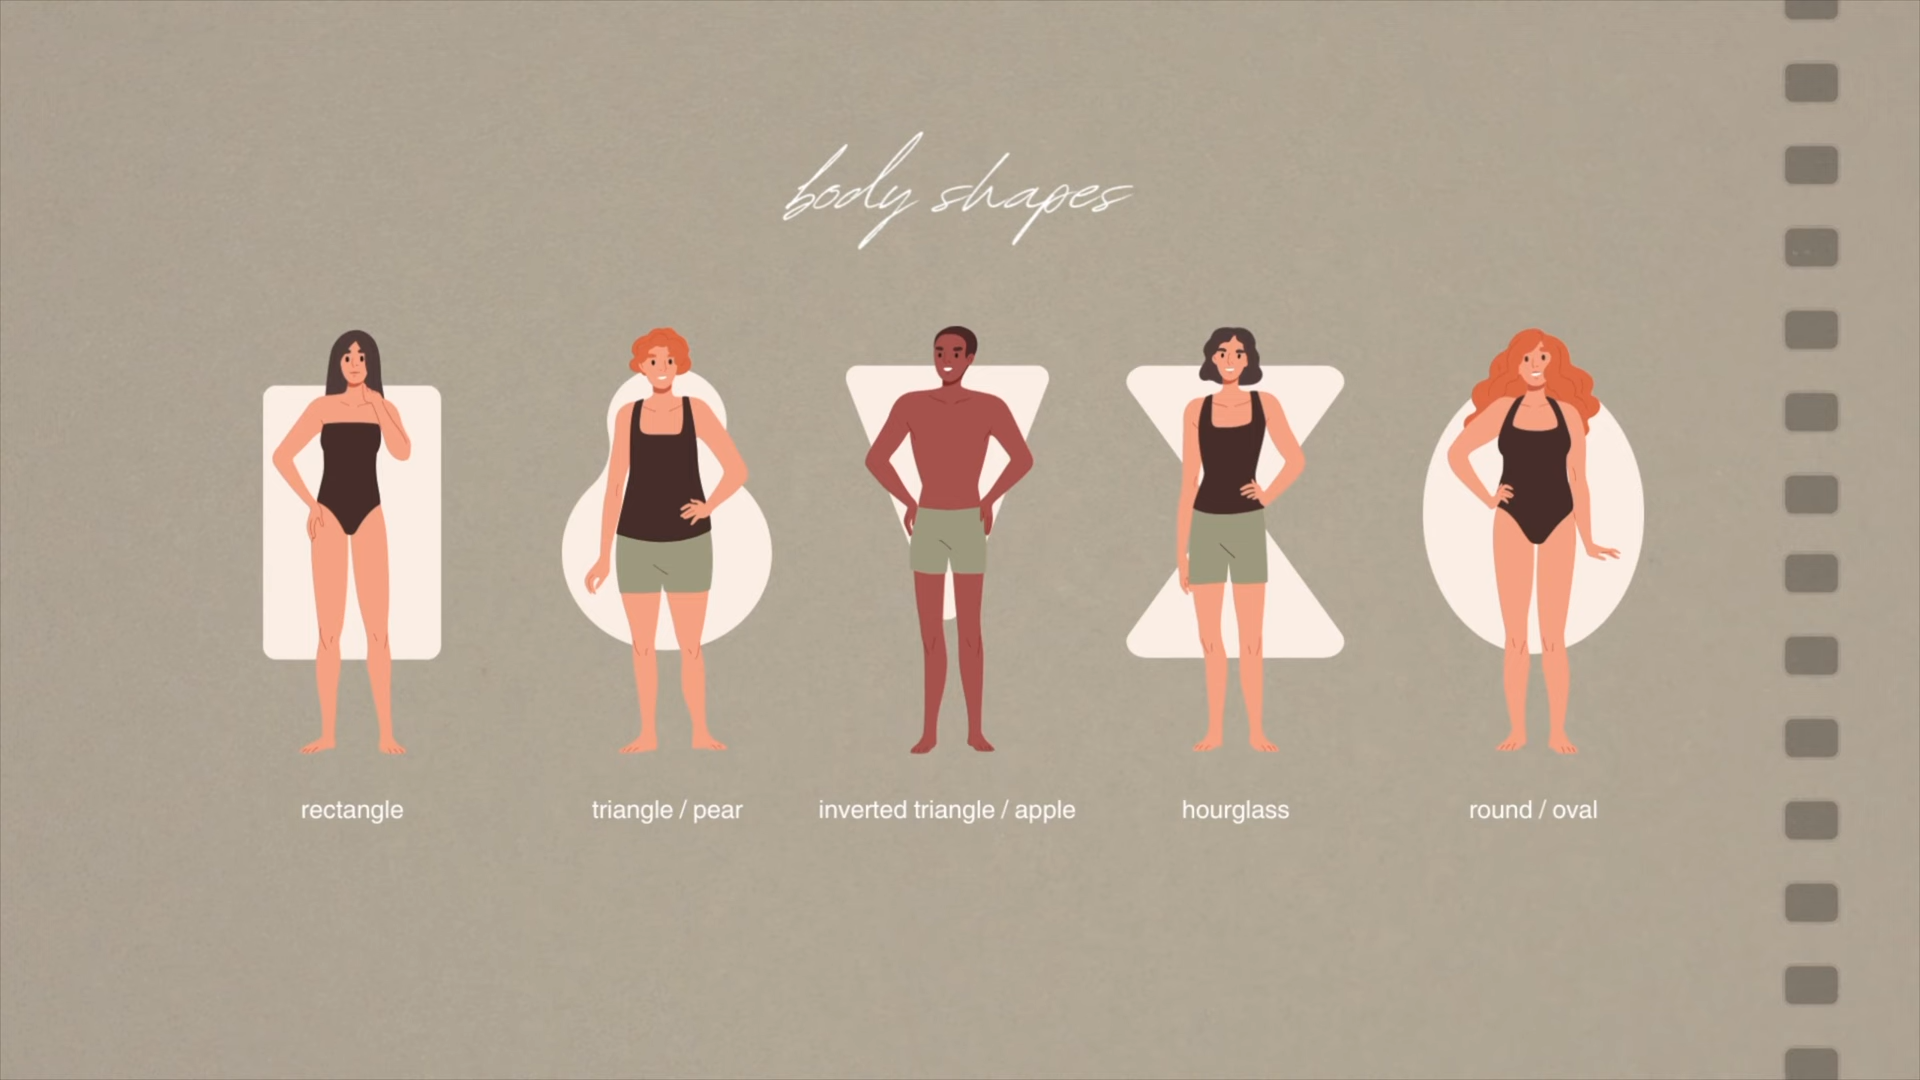 body shapes
rectangle
triangle / pear
inverted triangle / apple
hourglass
round / oval